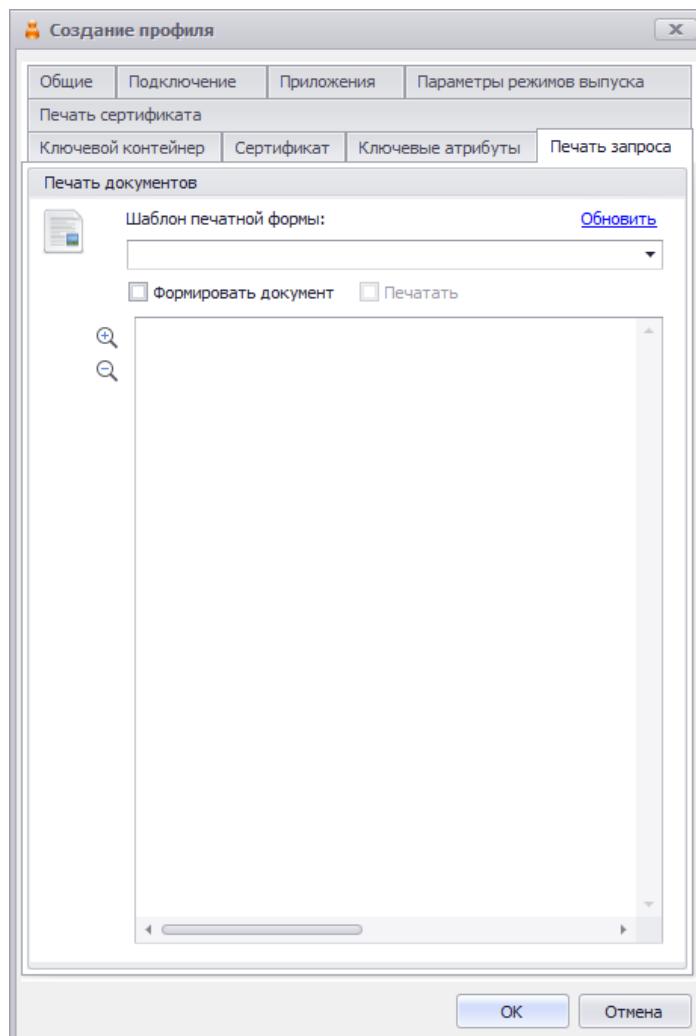 Создание профиля
Общие Подключение Приложения Параметры режимов выпуска
Печать сертификата
Ключевой контейнер Сертификат Ключевые атрибуты Печать запроса
Печать документов
Шаблон печатной формы: Обновить
Формировать документ Печатать
OK Отмена